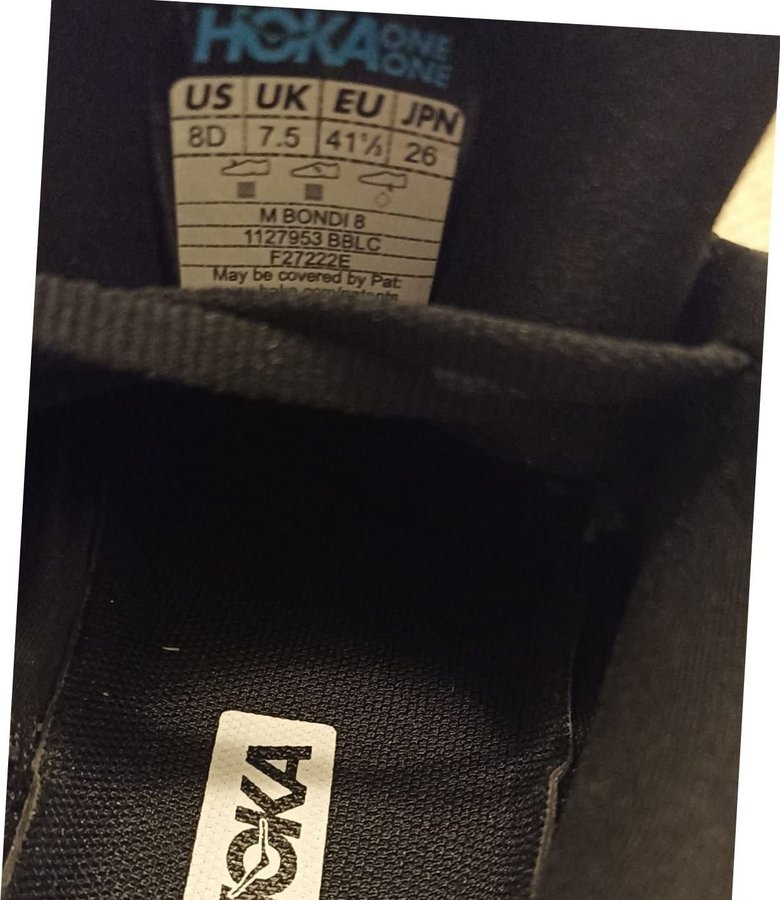 HOKA ONE ONE
US UK EU JPN
8D 7.5 41⅓ 26
M BONDI 8
1127953 BBLC
F27222E
May be covered by Pat:
HOKA